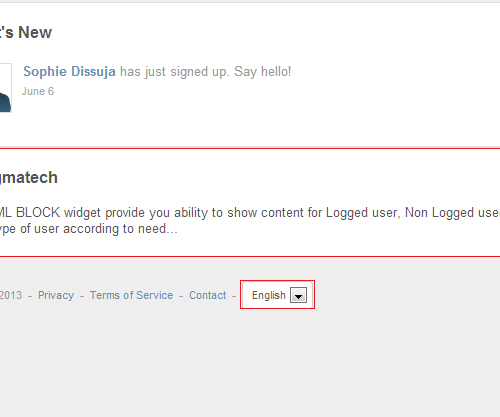 t's New
Sophie Dissuja has just signed up. Say hello!
June 6
gmatech
ML BLOCK widget provide you ability to show content for Logged user, Non Logged use
ype of user according to need...
2013 - Privacy - Terms of Service - Contact - English